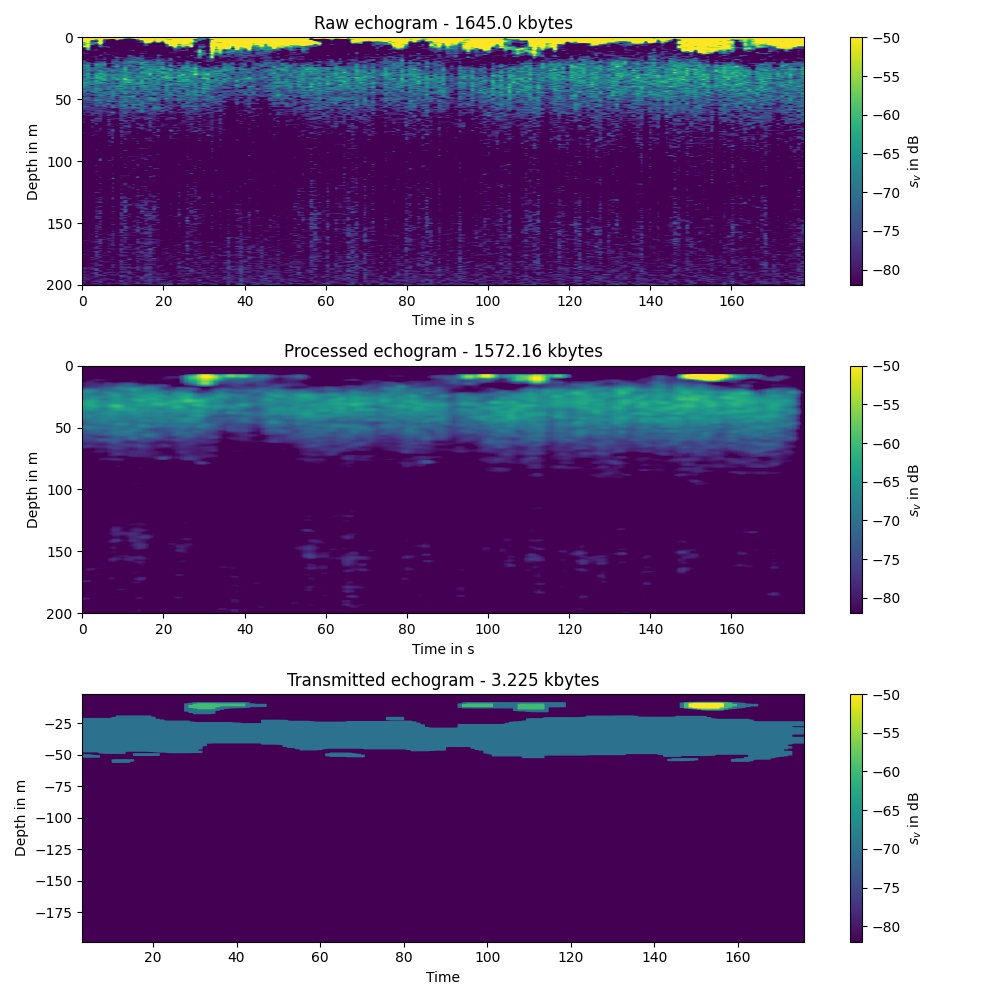 Raw echogram - 1645.0 kbytes
0
50
100
150
200
Depth in m
0 20 40 60 80 100 120 140 160
Time in s
−50
−55
−60
−65
−70
−75
−80
sv in dB
Processed echogram - 1572.16 kbytes
0
50
100
150
200
Depth in m
0 20 40 60 80 100 120 140 160
Time in s
−50
−55
−60
−65
−70
−75
−80
sv in dB
Transmitted echogram - 3.225 kbytes
−25
−50
−75
−100
−125
−150
−175
Depth in m
20 40 60 80 100 120 140 160
Time
−50
−55
−60
−65
−70
−75
−80
sv in dB